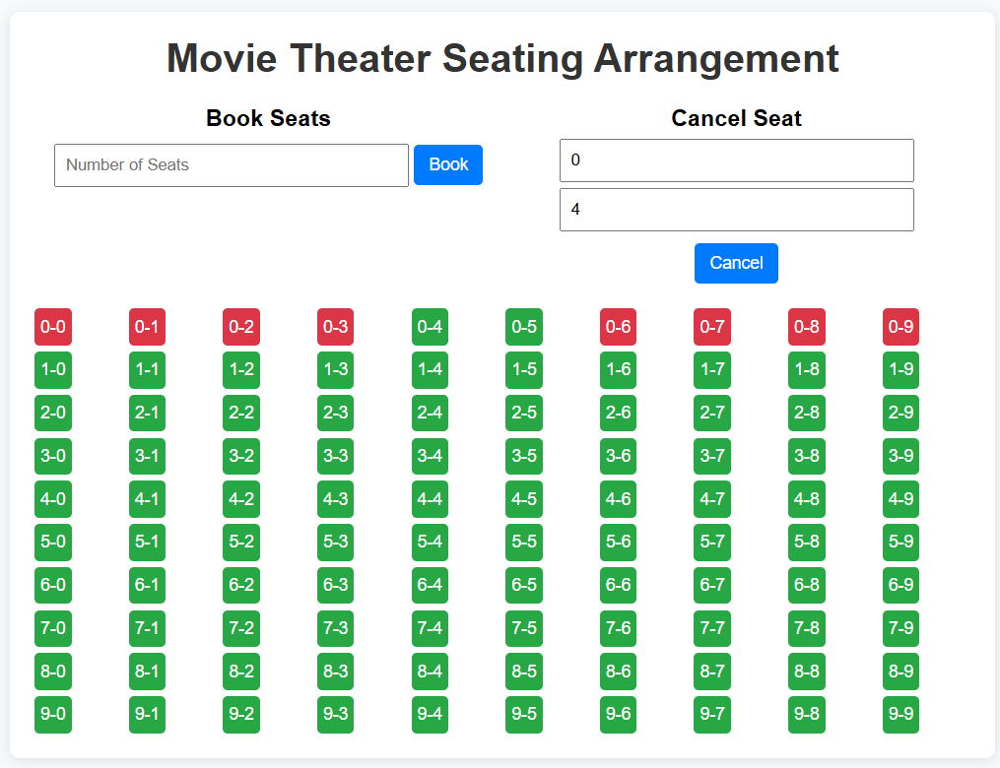 Movie Theater Seating Arrangement
Book Seats
Number of Seats
Book
Cancel Seat
0
4
Cancel
0-0 0-1 0-2 0-3 0-4 0-5 0-6 0-7 0-8 0-9
1-0 1-1 1-2 1-3 1-4 1-5 1-6 1-7 1-8 1-9
2-0 2-1 2-2 2-3 2-4 2-5 2-6 2-7 2-8 2-9
3-0 3-1 3-2 3-3 3-4 3-5 3-6 3-7 3-8 3-9
4-0 4-1 4-2 4-3 4-4 4-5 4-6 4-7 4-8 4-9
5-0 5-1 5-2 5-3 5-4 5-5 5-6 5-7 5-8 5-9
6-0 6-1 6-2 6-3 6-4 6-5 6-6 6-7 6-8 6-9
7-0 7-1 7-2 7-3 7-4 7-5 7-6 7-7 7-8 7-9
8-0 8-1 8-2 8-3 8-4 8-5 8-6 8-7 8-8 8-9
9-0 9-1 9-2 9-3 9-4 9-5 9-6 9-7 9-8 9-9